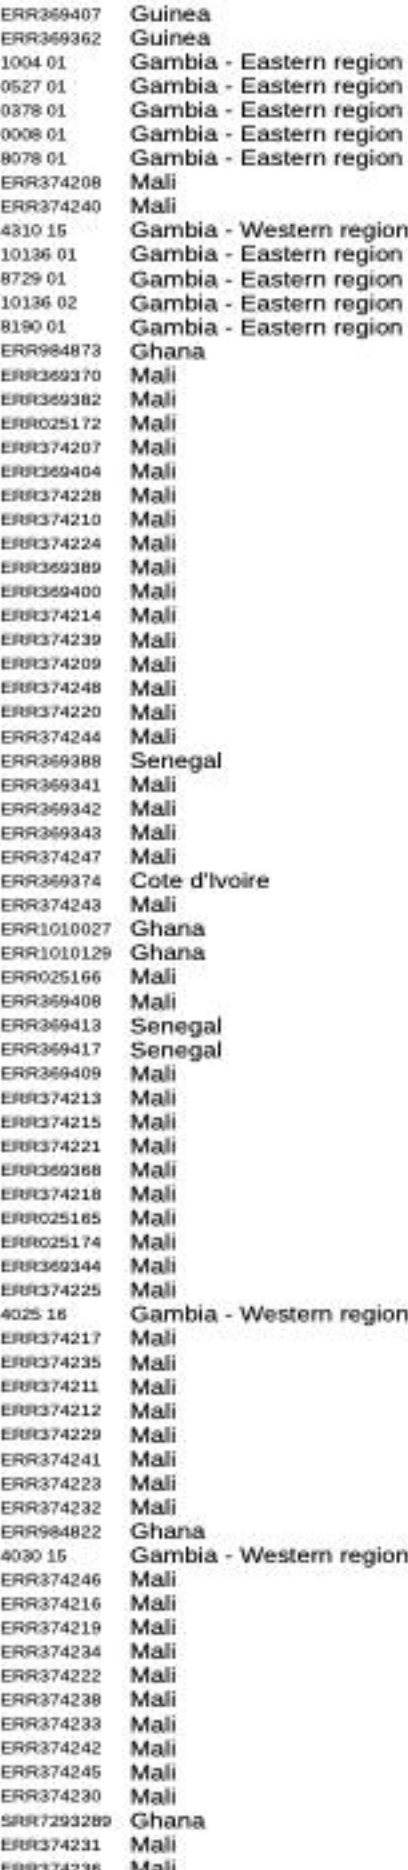 ERR369407 Guinea
ERR369362 Guinea
1004 01 Gambia - Eastern region
0527 01 Gambia - Eastern region
0378 01 Gambia - Eastern region
0008 01 Gambia - Eastern region
8078 01 Gambia - Eastern region
ERR374208 Mali
ERR374240 Mali
4310 15 Gambia - Western region
10136 01 Gambia - Eastern region
8729 01 Gambia - Eastern region
10136 02 Gambia - Eastern region
8190 01 Gambia - Eastern region
ERR984873 Ghana
ERR369370 Mali
ERR369382 Mali
ERR025172 Mali
ERR374207 Mali
ERR369404 Mali
ERR374228 Mali
ERR374210 Mali
ERR374224 Mali
ERR369389 Mali
ERR369400 Mali
ERR374214 Mali
ERR374239 Mali
ERR374209 Mali
ERR374248 Mali
ERR374220 Mali
ERR374244 Mali
ERR369388 Senegal
ERR369341 Mali
ERR369342 Mali
ERR369343 Mali
ERR374247 Mali
ERR369374 Cote d'Ivoire
ERR374243 Mali
ERR1010027 Ghana
ERR1010129 Ghana
ERR025166 Mali
ERR369408 Mali
ERR369413 Senegal
ERR369417 Senegal
ERR369409 Mali
ERR374213 Mali
ERR374215 Mali
ERR374221 Mali
ERR369368 Mali
ERR374218 Mali
ERR025165 Mali
ERR025174 Mali
ERR369344 Mali
ERR374225 Mali
4025 16 Gambia - Western region
ERR374217 Mali
ERR374235 Mali
ERR374211 Mali
ERR374212 Mali
ERR374229 Mali
ERR374241 Mali
ERR374223 Mali
ERR374232 Mali
ERR984822 Ghana
4030 15 Gambia - Western region
ERR374246 Mali
ERR374216 Mali
ERR374219 Mali
ERR374234 Mali
ERR374222 Mali
ERR374238 Mali
ERR374233 Mali
ERR374242 Mali
ERR374245 Mali
ERR374230 Mali
SRR7293289 Ghana
ERR374231 Mali
ERR374236 Mali